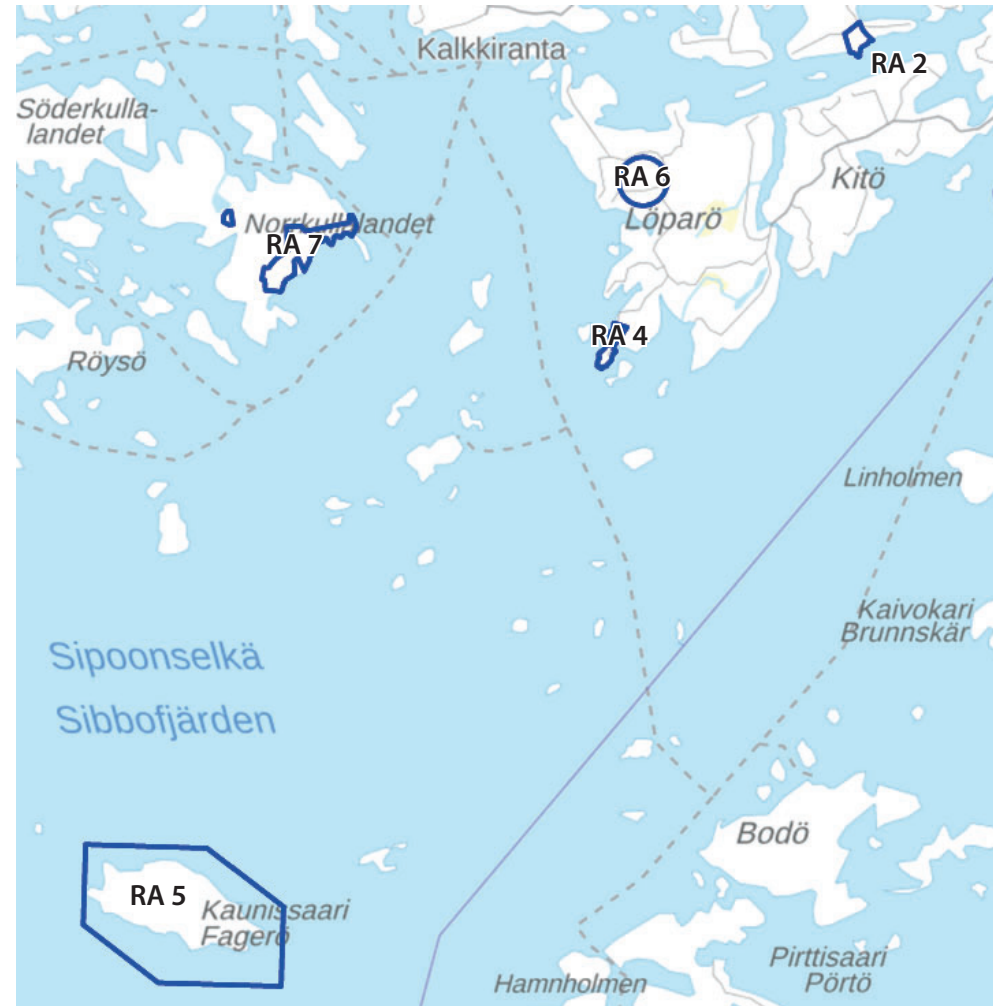 Kalkkiranta
RA 2
Söderkulla-
landet
RA 6
Kitö
Löparö
Norrkullalandet
RA 7
RA 4
Röysö
Linholmen
Kaivokari
Brunnskär
Sipoonselkä
Sibbofjärden
Bodö
RA 5
Kaunissaari
Fagerö
Pirttisaari
Pörtö
Hamnholmen